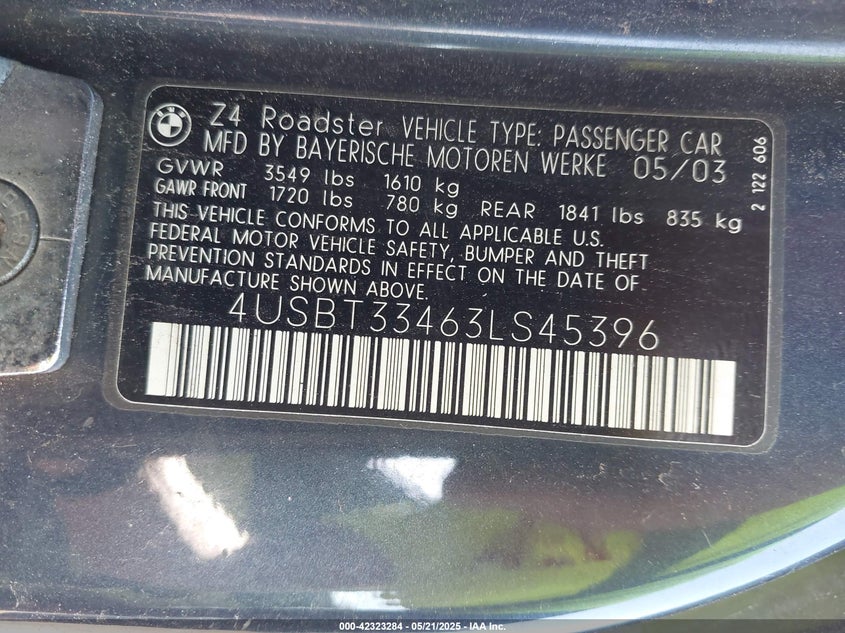 Z4 Roadster VEHICLE TYPE: PASSENGER CAR
MFD BY BAYERISCHE MOTOREN WERKE 05/03
GVWR 3549 lbs 1610 kg
GAWR FRONT 1720 lbs 780 kg REAR 1841 lbs 835 kg
THIS VEHICLE CONFORMS TO ALL APPLICABLE U.S.
FEDERAL MOTOR VEHICLE SAFETY, BUMPER AND THEFT
PREVENTION STANDARDS IN EFFECT ON THE DATE OF
MANUFACTURE SHOWN ABOVE.
4USBT33463LS45396
2 122 606
000-42323284 - 05/21/2025 - IAA Inc.